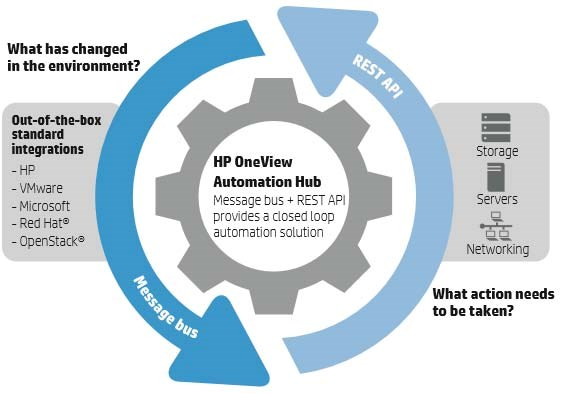 What has changed
in the environment?
Out-of-the-box
standard
integrations
- HP
- VMware
- Microsoft
- Red Hat®
- OpenStack®
Message bus
HP OneView
Automation Hub
Message bus + REST API
provides a closed loop
automation solution
REST API
Storage
Servers
Networking
What action needs
to be taken?